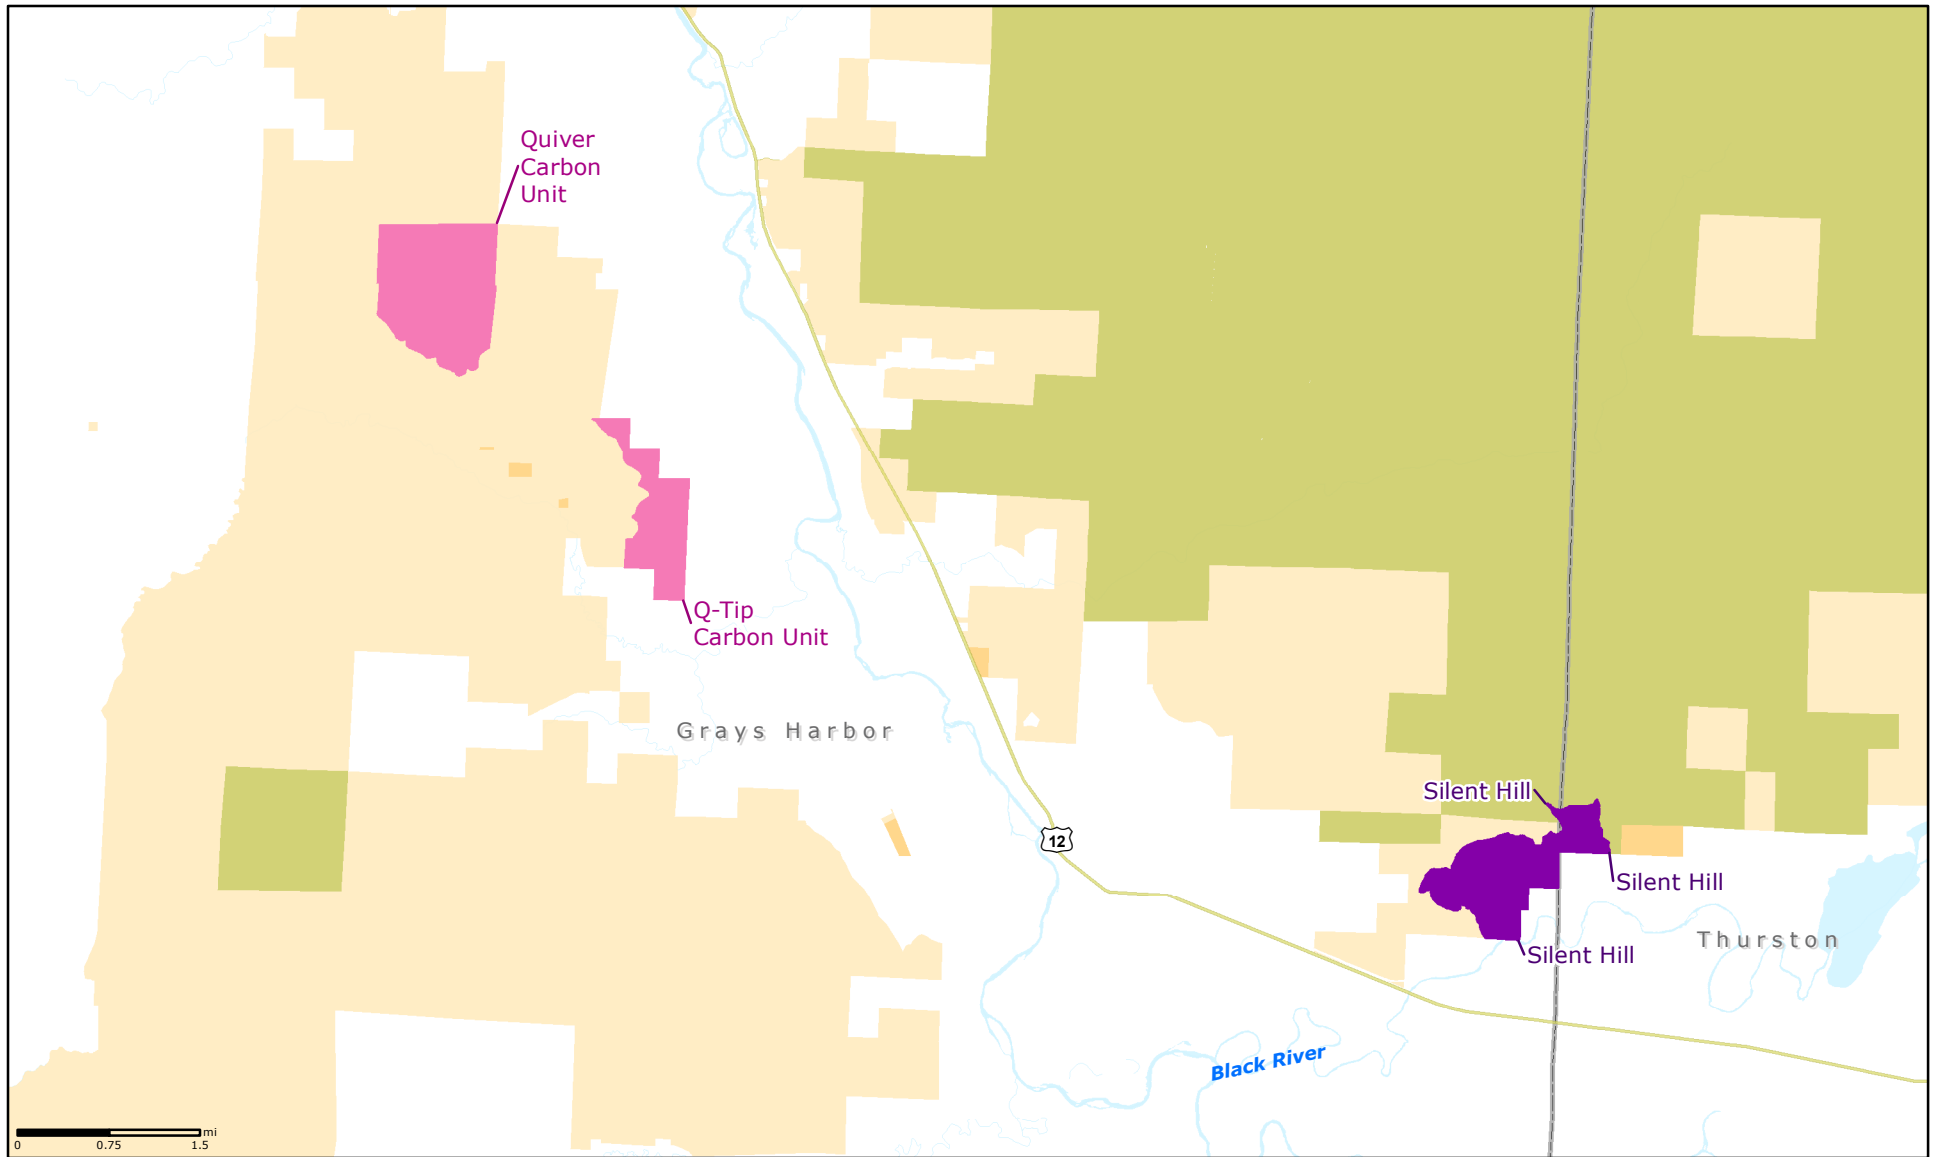 Quiver
Carbon
Unit
Q-Tip
Carbon Unit
Grays Harbor
Silent Hill
12
Silent Hill
Thurston
Silent Hill
Black River
mi
0 0.75 1.5